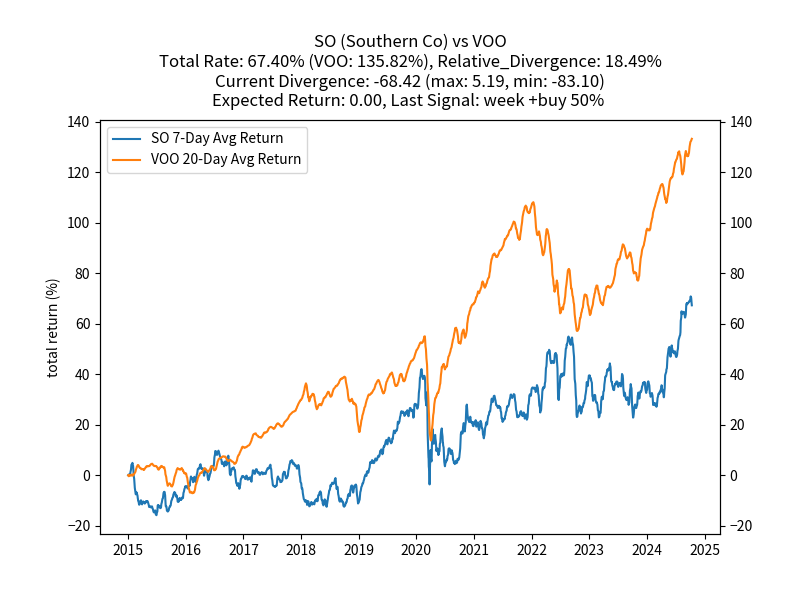 SO (Southern Co) vs VOO
Total Rate: 67.40% (VOO: 135.82%), Relative_Divergence: 18.49%
Current Divergence: -68.42 (max: 5.19, min: -83.10)
Expected Return: 0.00, Last Signal: week +buy 50%
SO 7-Day Avg Return
VOO 20-Day Avg Return
total return (%)
140
120
100
80
60
40
20
0
−20
140
120
100
80
60
40
20
0
−20
2015 2016 2017 2018 2019 2020 2021 2022 2023 2024 2025